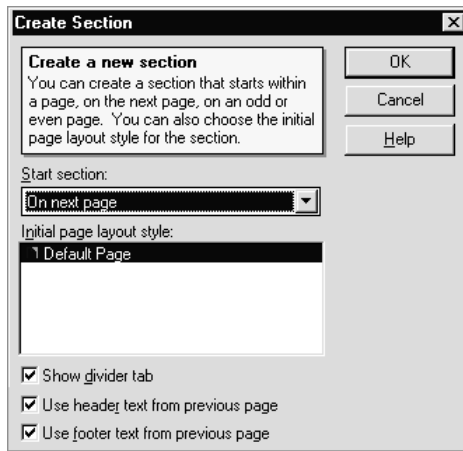 Create Section
Create a new section
You can create a section that starts within
a page, on the next page, on an odd or
even page. You can also choose the initial
page layout style for the section.
OK
Cancel
Help
Start section:
On next page
Initial page layout style:
Default Page
Show divider tab
Use header text from previous page
Use footer text from previous page